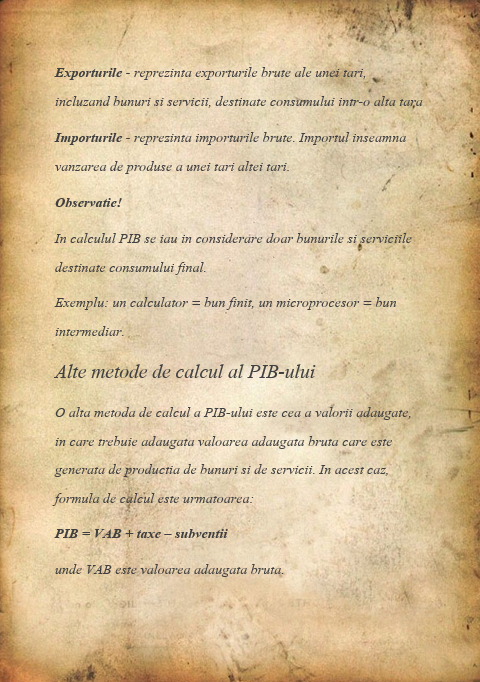 Exporturile - reprezinta exporturile brute ale unei tari,
incluzand bunuri si servicii, destinate consumului intr-o alta tara
Importurile - reprezinta importurile brute. Importul inseamna
vanzarea de produse a unei tari altei tari.
Observatie!
In calculul PIB se iau in considerare doar bunurile si serviciile
destinate consumului final.
Exemplu: un calculator = bun finit, un microprocesor = bun
intermediar.
Alte metode de calcul al PIB-ului
O alta metoda de calcul a PIB-ului este cea a valorii adaugate,
in care trebuie adaugata valoarea adaugata bruta care este
generata de productia de bunuri si de servicii. In acest caz,
formula de calcul este urmatoarea:
PIB = VAB + taxe – subventii
unde VAB este valoarea adaugata bruta.